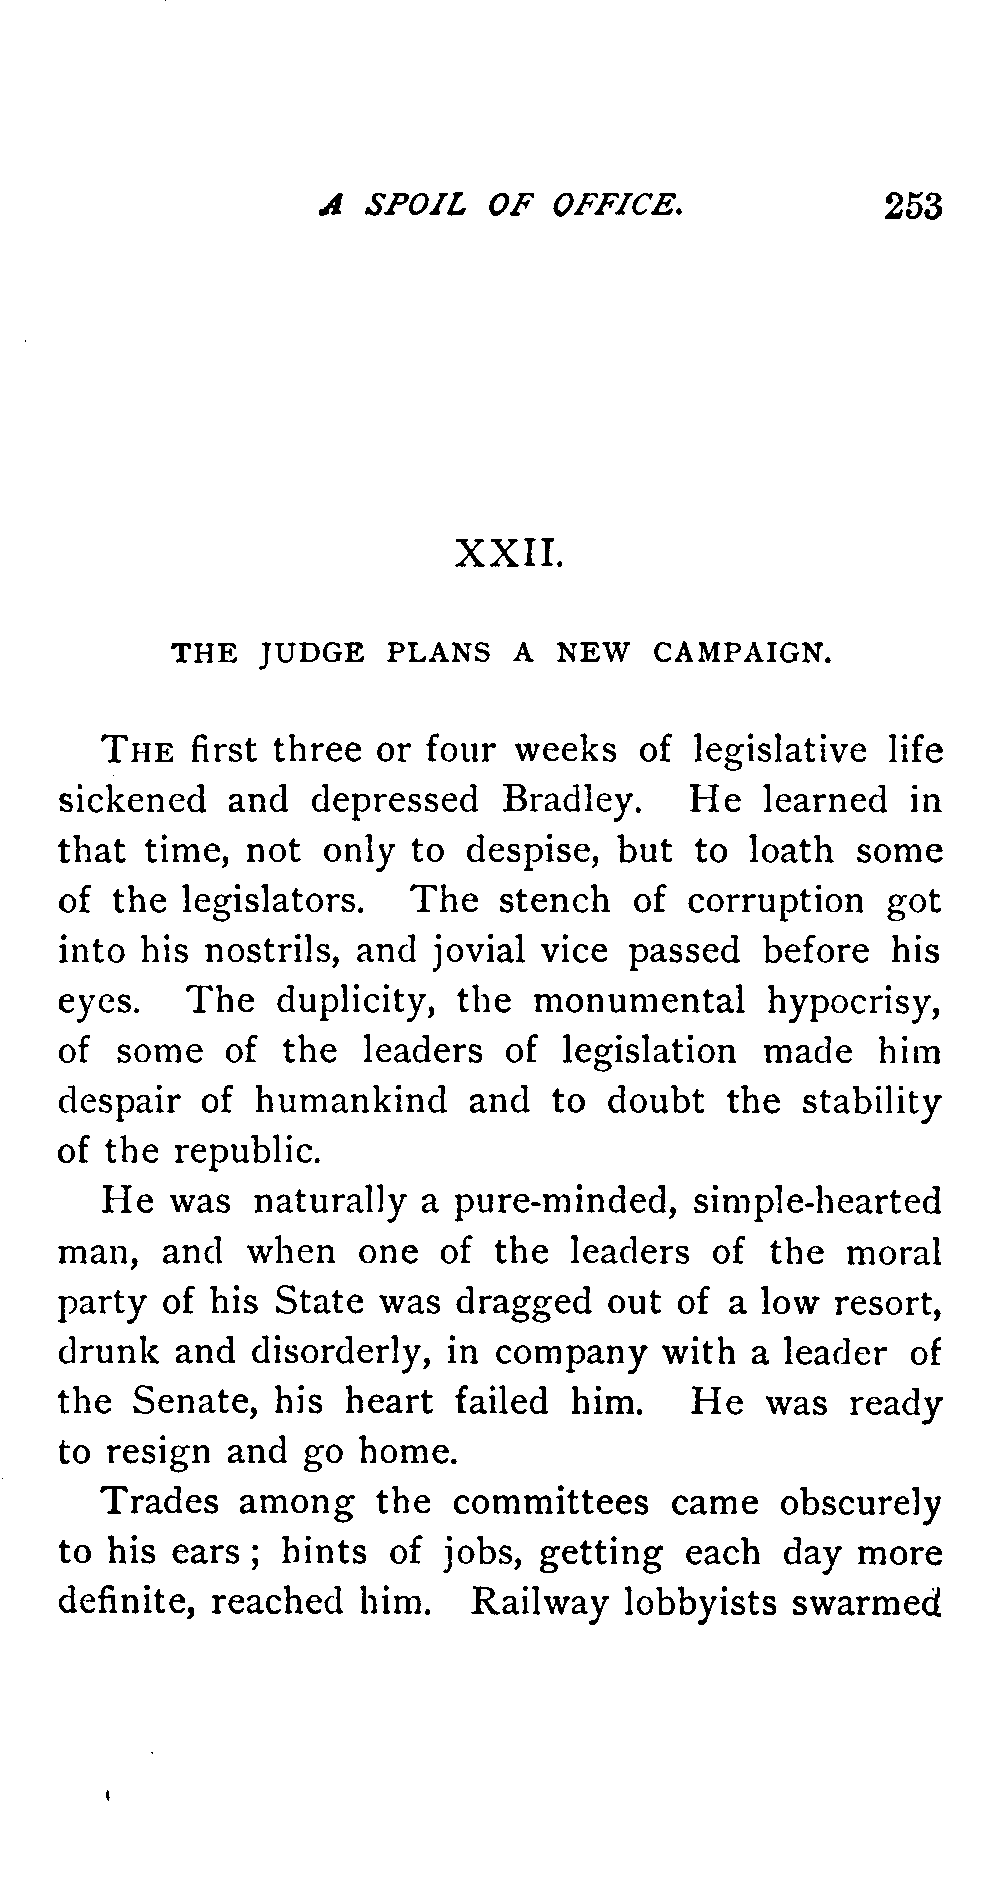 A SPOIL OF OFFICE. 253
XXII.
THE JUDGE PLANS A NEW CAMPAIGN.
THE first three or four weeks of legislative life
sickened and depressed Bradley. He learned in
that time, not only to despise, but to loath some
of the legislators. The stench of corruption got
into his nostrils, and jovial vice passed before his
eyes. The duplicity, the monumental hypocrisy,
of some of the leaders of legislation made him
despair of humankind and to doubt the stability
of the republic.
He was naturally a pure-minded, simple-hearted
man, and when one of the leaders of the moral
party of his State was dragged out of a low resort,
drunk and disorderly, in company with a leader of
the Senate, his heart failed him. He was ready
to resign and go home.
Trades among the committees came obscurely
to his ears ; hints of jobs, getting each day more
definite, reached him. Railway lobbyists swarmed